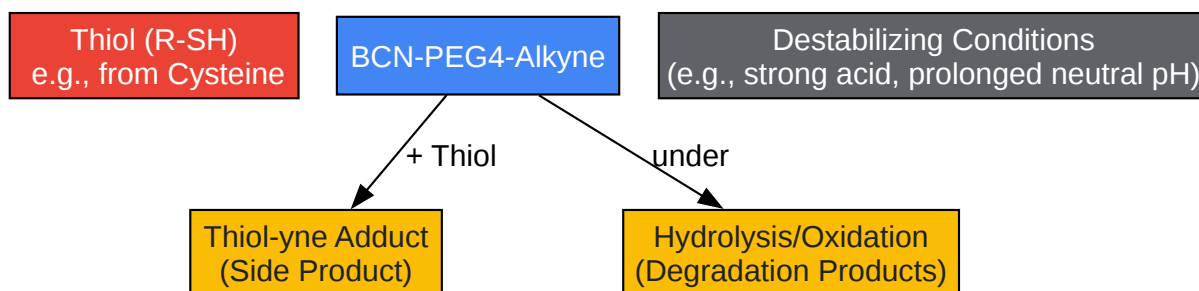 Thiol (R-SH)
e.g., from Cysteine
BCN-PEG4-Alkyne
Destabilizing Conditions
(e.g., strong acid, prolonged neutral pH)
+ Thiol
under
Thiol-yne Adduct
(Side Product)
Hydrolysis/Oxidation
(Degradation Products)